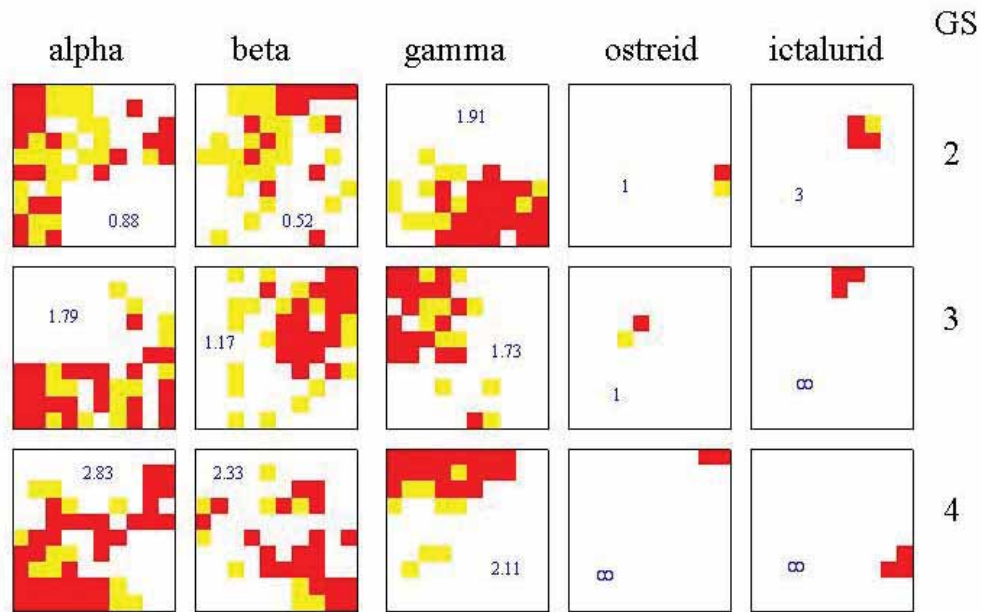 GS
alpha beta gamma ostreid ictalurid
0.88 0.52 1.91 1 3 2
1.79 1.17 1.73 1 ∞ 3
2.83 2.33 2.11 ∞ ∞ 4